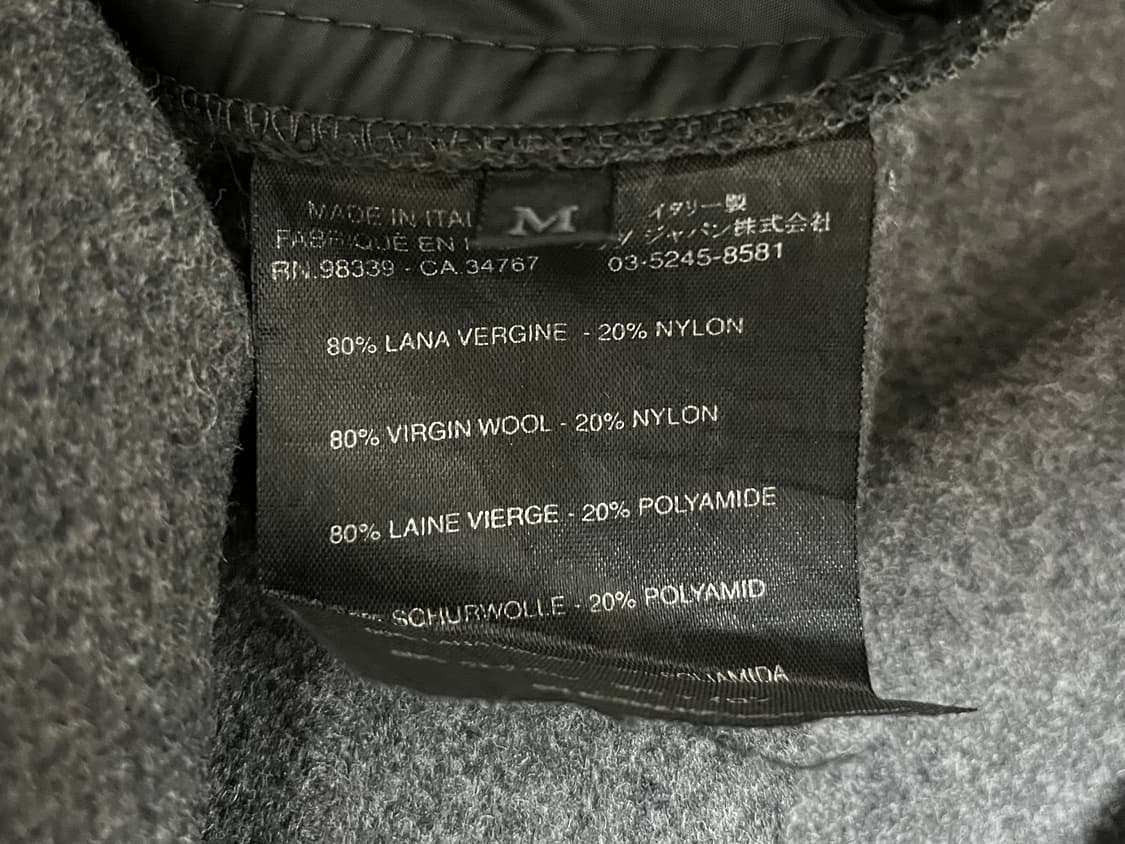 M
MADE IN ITAL
FABRIQUE EN I
RN.98339 - CA.34767
イタリー製
ジャパン株式会社
03-5245-8581
80% LANA VERGINE - 20% NYLON
80% VIRGIN WOOL - 20% NYLON
80% LAINE VIERGE - 20% POLYAMIDE
SCHURWOLLE - 20% POLYAMID